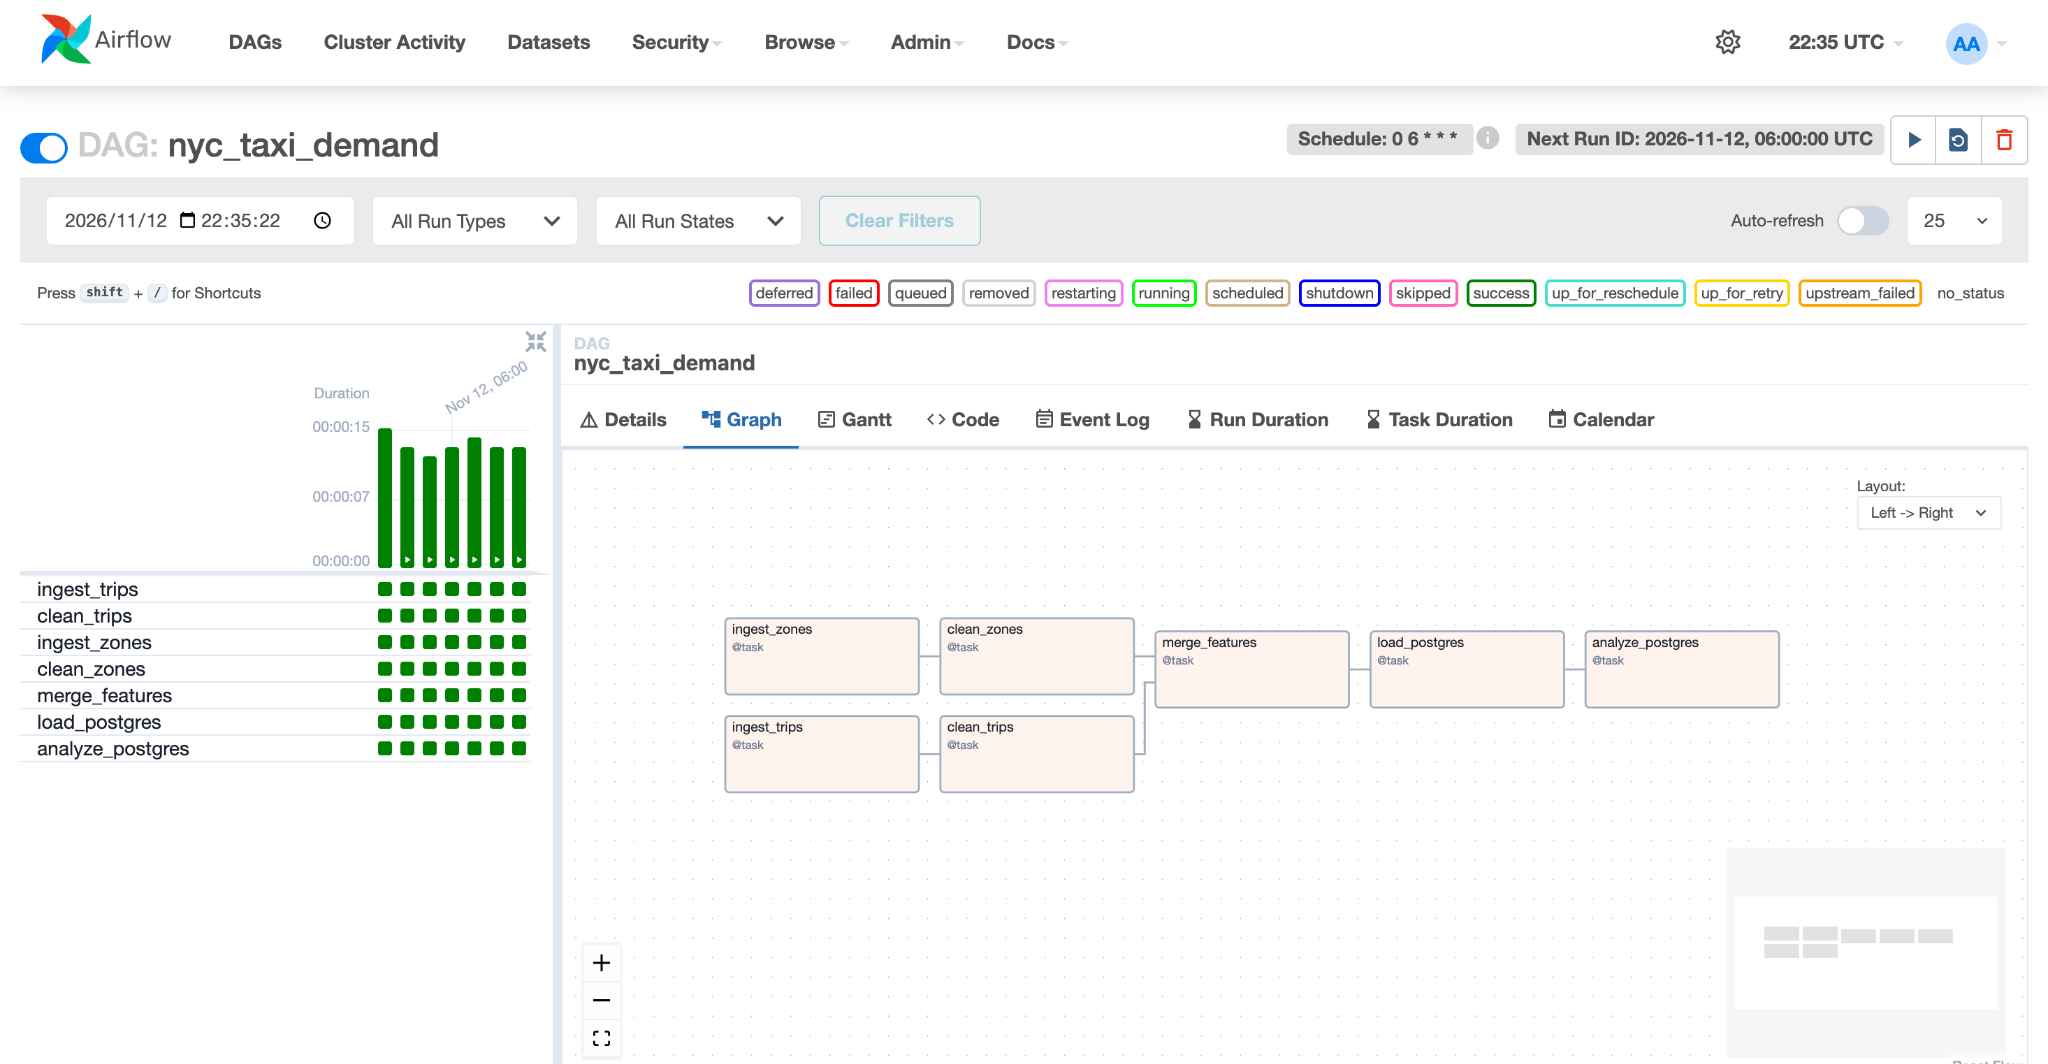 Airflow DAGs Cluster Activity Datasets Security Browse Admin Docs 22:35 UTC AA
DAG: nyc_taxi_demand Schedule: 0 6 * * * i Next Run ID: 2026-11-12, 06:00:00 UTC
2026/11/12 22:35:22 All Run Types All Run States Clear Filters Auto-refresh 25
Press shift + / for Shortcuts deferred failed queued removed restarting running scheduled shutdown skipped success up_for_reschedule up_for_retry upstream_failed no_status
Duration
Nov 12, 06:00
00:00:15
00:00:07
00:00:00
ingest_trips
clean_trips
ingest_zones
clean_zones
merge_features
load_postgres
analyze_postgres
DAG
nyc_taxi_demand
Details Graph Gantt Code Event Log Run Duration Task Duration Calendar
Layout:
Left -> Right
ingest_zones
@task
clean_zones
@task
merge_features
@task
load_postgres
@task
analyze_postgres
@task
ingest_trips
@task
clean_trips
@task